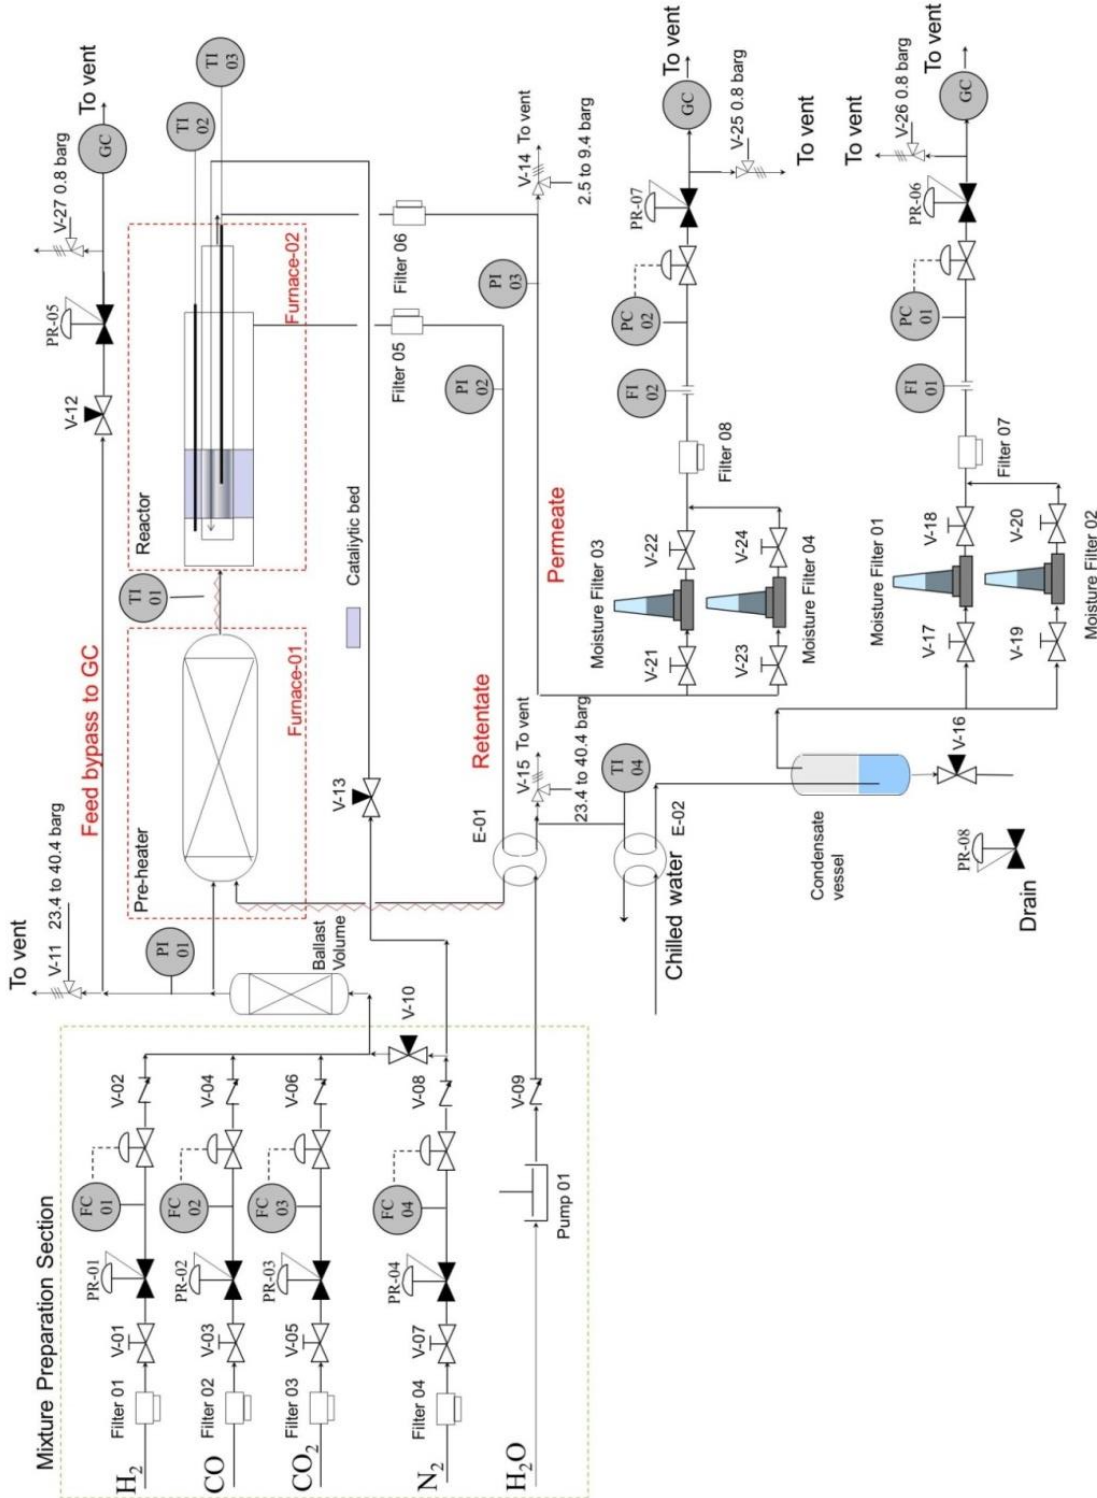 Mixture Preparation Section
H₂
Filter 01
V-01
PR-01
FC
01
V-02
CO
Filter 02
V-03
PR-02
FC
02
V-04
CO₂
Filter 03
V-05
PR-03
FC
03
V-06
N₂
Filter 04
V-07
PR-04
FC
04
V-08
V-10
H₂O
Pump 01
V-09
To vent
V-11 23.4 to 40.4 barg
PI
01
Ballast
Volume
Feed bypass to GC
V-12
PR-05
V-27 0.8 barg
GC
To vent
Pre-heater
Furnace-01
TI
01
Reactor
Furnace-02
TI
02
TI
03
V-13
Cataliytic bed
Retentate
Filter 05
Filter 06
PI
02
PI
03
E-01
V-15 To vent
23.4 to 40.4 barg
V-14 To vent
2.5 to 9.4 barg
Permeate
Chilled water
TI
04
E-02
Moisture Filter 03
V-21
V-22
V-23
V-24
Moisture Filter 04
Filter 08
FI
02
PC
02
PR-07
GC
To vent
V-25 0.8 barg
To vent
Condensate
vessel
V-16
PR-08
Drain
Moisture Filter 01
V-17
V-18
V-19
V-20
Moisture Filter 02
Filter 07
FI
01
PC
01
PR-06
To vent
V-26 0.8 barg
GC
To vent